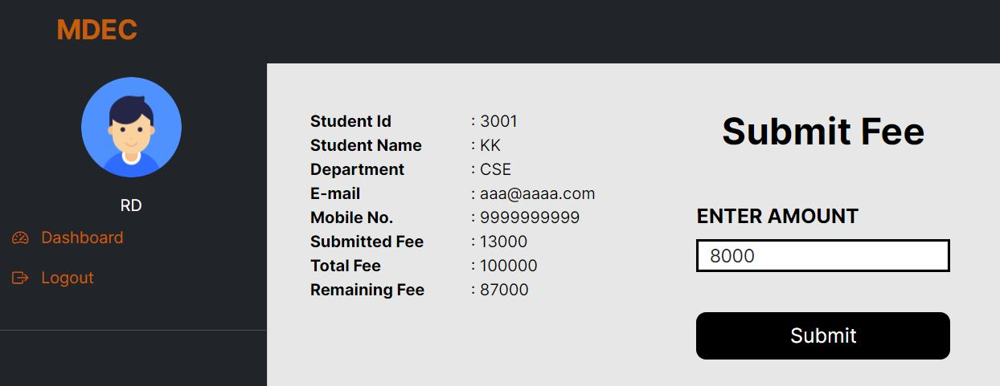 MDEC
RD
Dashboard
Logout
Student Id : 3001
Student Name : KK
Department : CSE
E-mail : aaa@aaaa.com
Mobile No. : 9999999999
Submitted Fee : 13000
Total Fee : 100000
Remaining Fee : 87000
Submit Fee
ENTER AMOUNT
8000
Submit